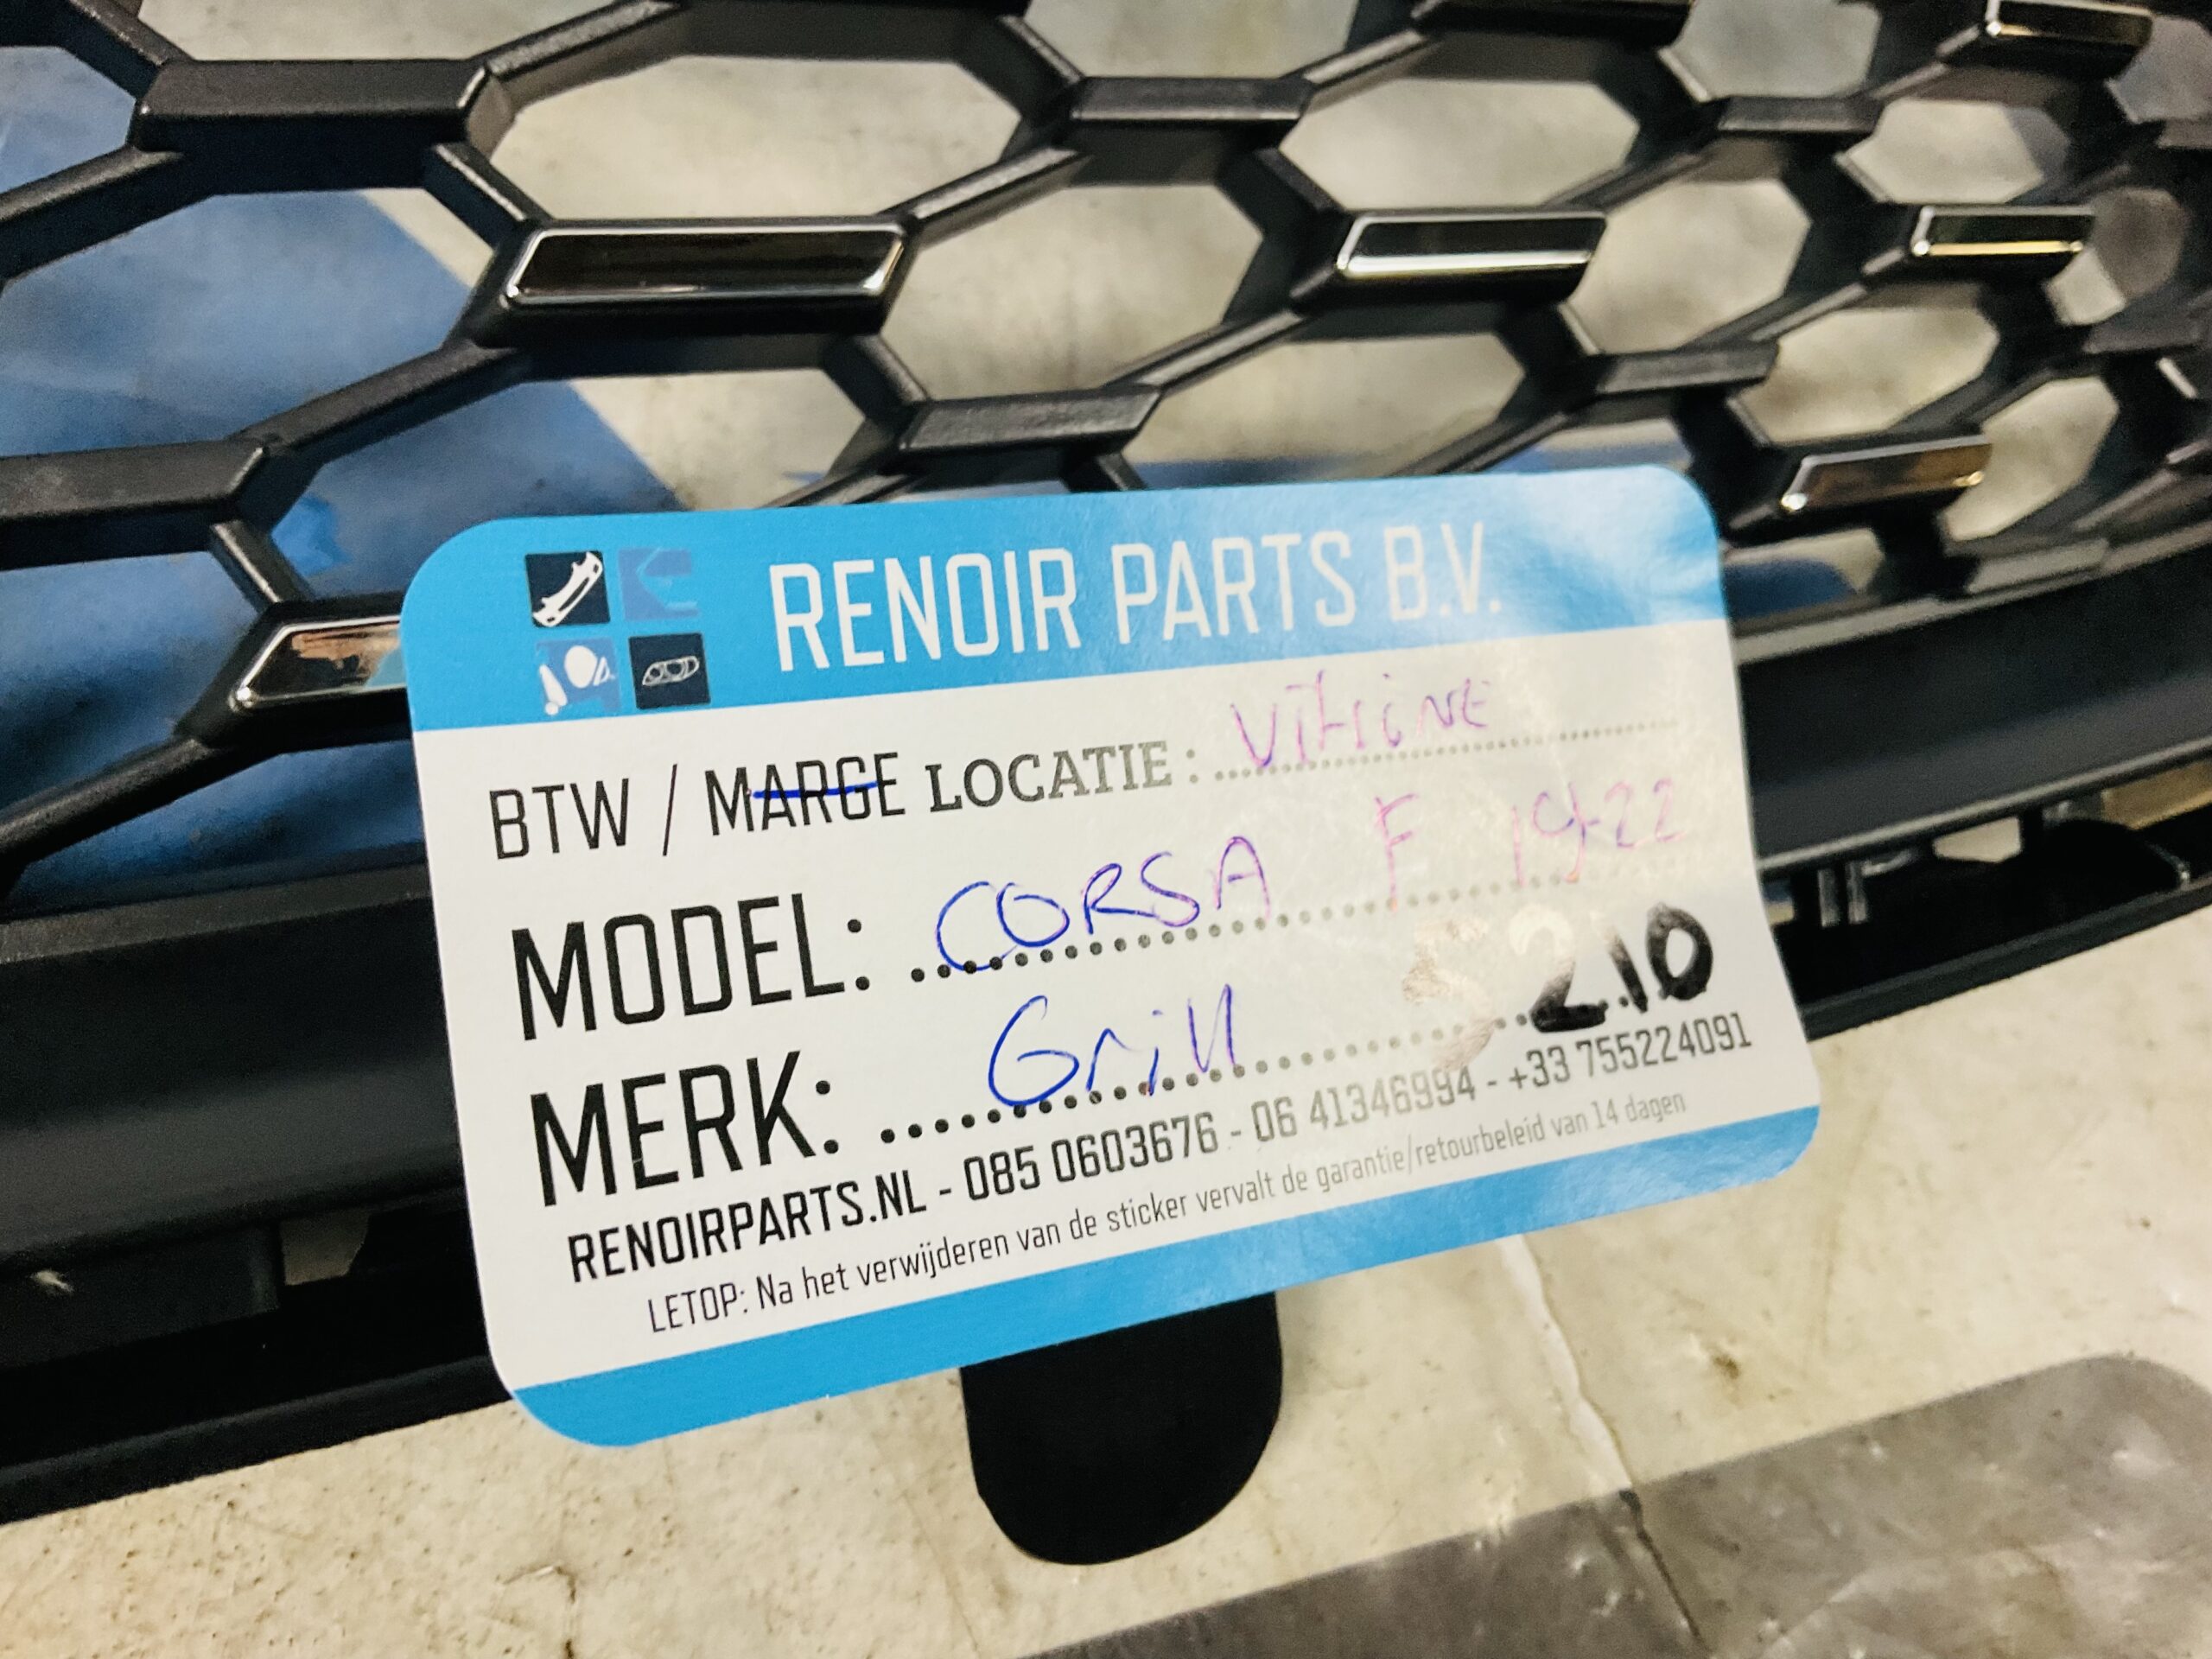 RENOIR PARTS B.V.
BTW / MARGE LOCATIE : VITRINE
MODEL: CORSA F 19-22
MERK: Grill 5210
RENOIRPARTS.NL - 085 0603676 - 06 41346994 - +33 755224091
LETOP: Na het verwijderen van de sticker vervalt de garantie/retourbeleid van 14 dagen